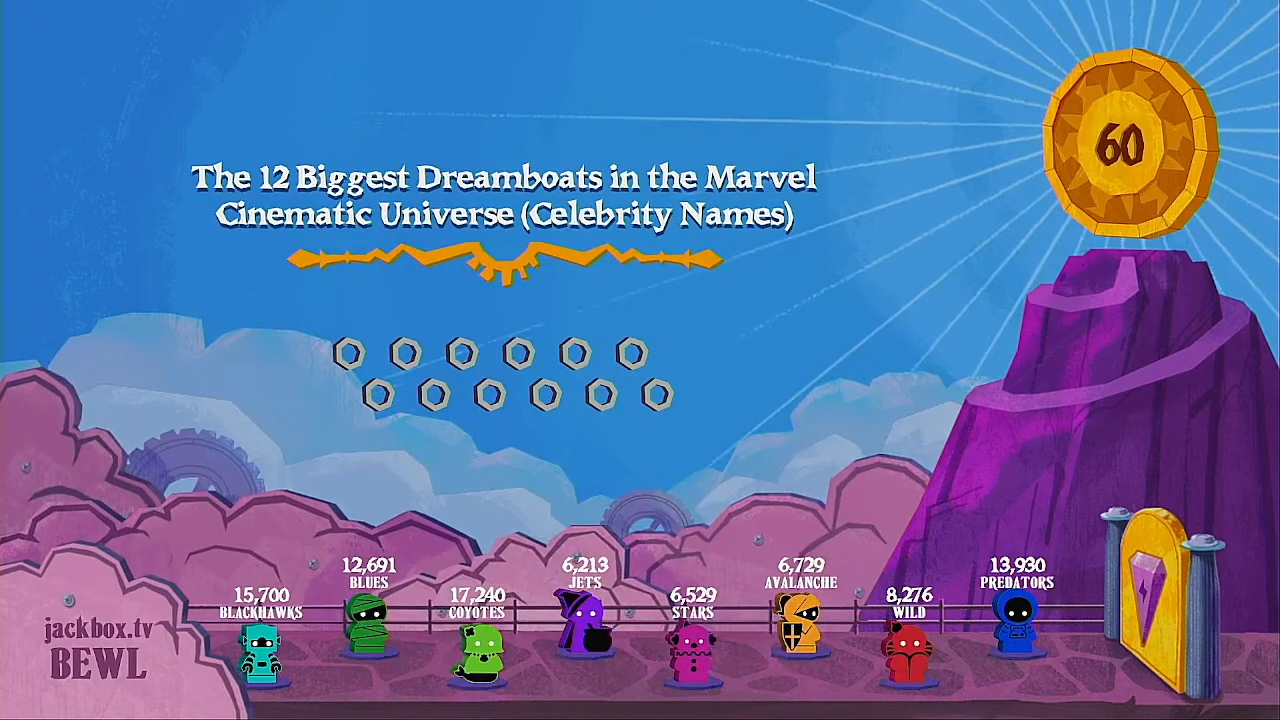 The 12 Biggest Dreamboats in the Marvel
Cinematic Universe (Celebrity Names)
60
15,700
BLACKHAWKS
12,691
BLUES
17,240
COYOTES
6,213
JETS
6,529
STARS
6,729
AVALANCHE
8,276
WILD
13,930
PREDATORS
jackbox.tv
BEWL